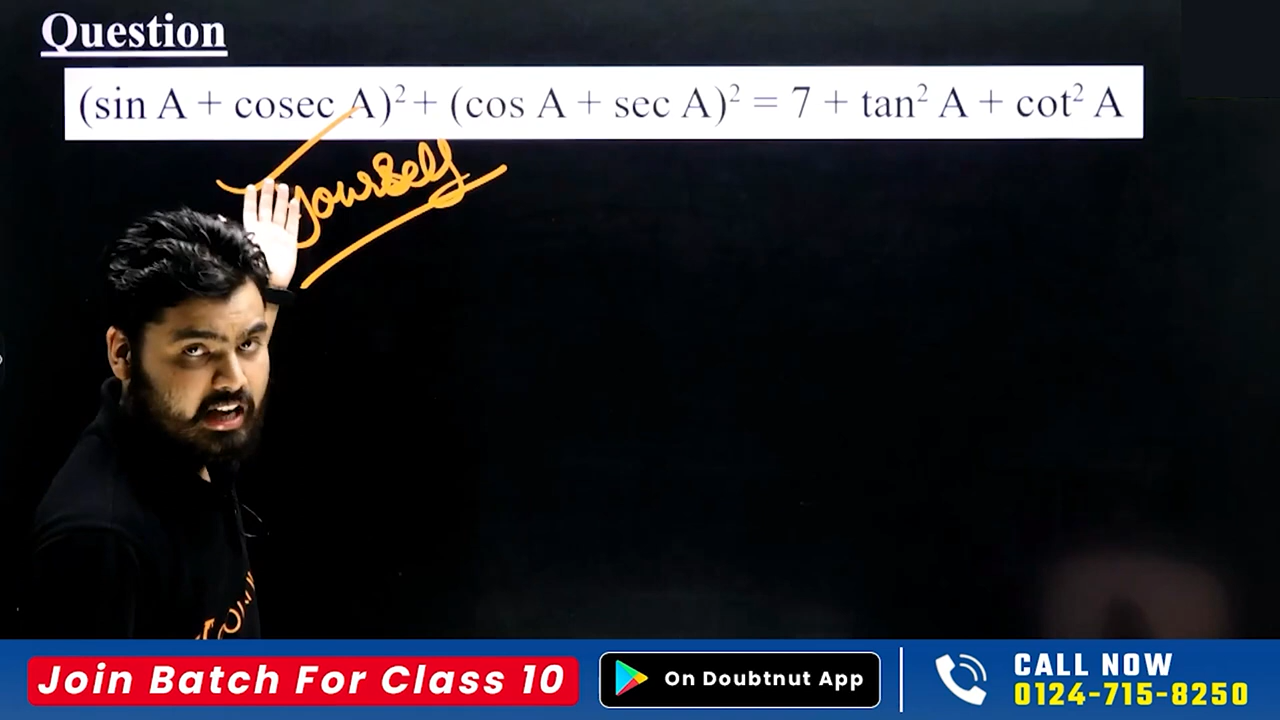 Question
(sin A + cosec A)² + (cos A + sec A)² = 7 + tan² A + cot² A
yourself
Join Batch For Class 10
On Doubtnut App
CALL NOW
0124-715-8250